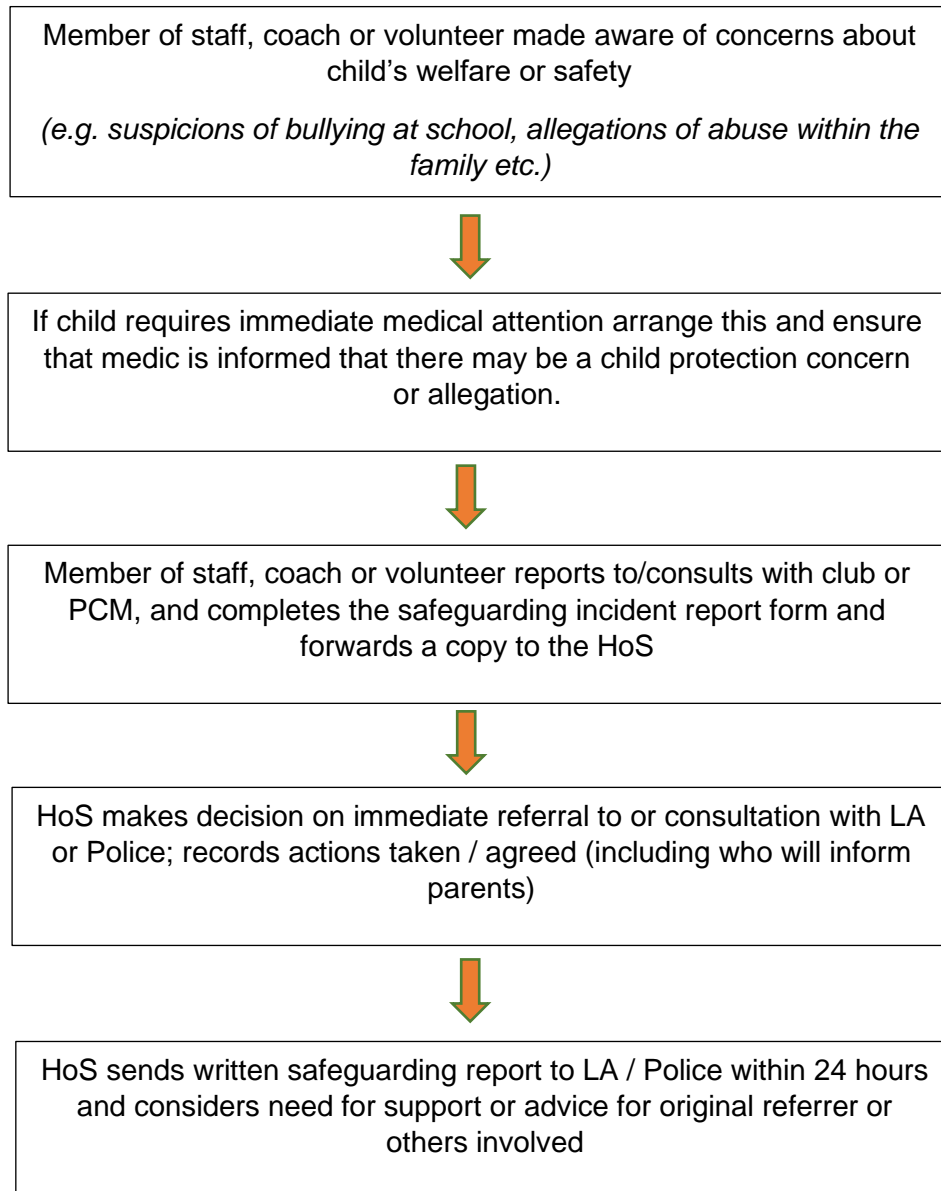 Member of staff, coach or volunteer made aware of concerns about
child’s welfare or safety
(e.g. suspicions of bullying at school, allegations of abuse within the
family etc.)
If child requires immediate medical attention arrange this and ensure
that medic is informed that there may be a child protection concern
or allegation.
Member of staff, coach or volunteer reports to/consults with club or
PCM, and completes the safeguarding incident report form and
forwards a copy to the HoS
HoS makes decision on immediate referral to or consultation with LA
or Police; records actions taken / agreed (including who will inform
parents)
HoS sends written safeguarding report to LA / Police within 24 hours
and considers need for support or advice for original referrer or
others involved